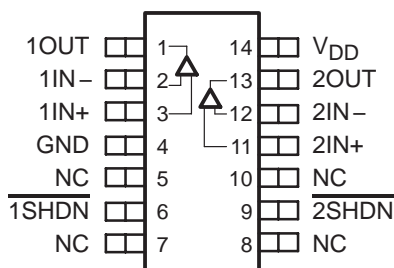 1OUT 1 14 V_DD
1IN− 2 13 2OUT
1IN+ 3 12 2IN−
GND 4 11 2IN+
NC 5 10 NC
1SHDN 6 9 2SHDN
NC 7 8 NC